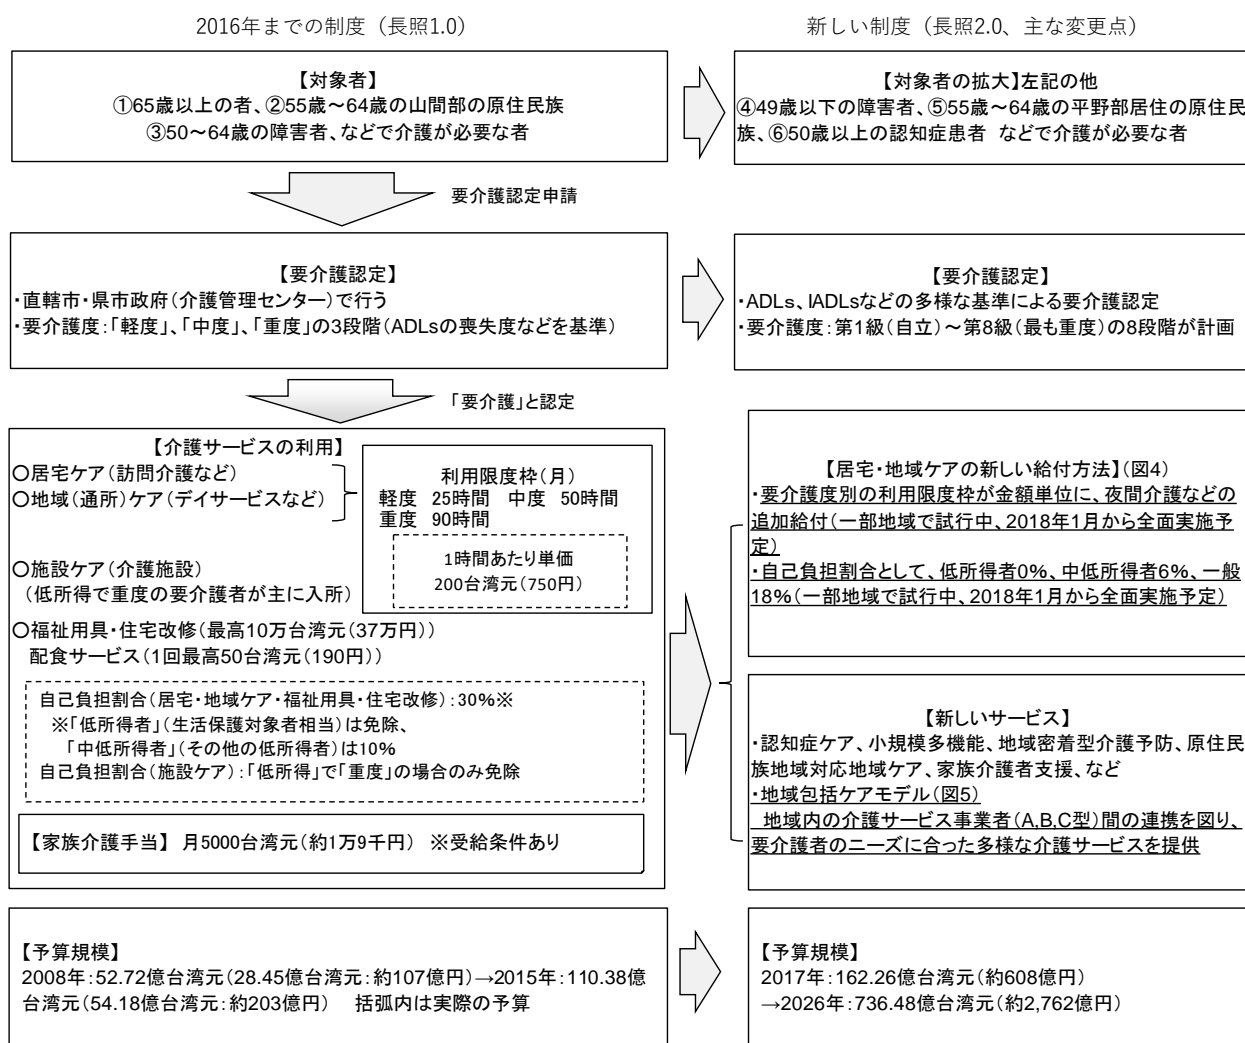 2016年までの制度（長照1.0）
【対象者】
①65歳以上の者、②55歳～64歳の山間部の原住民族
③50～64歳の障害者、などで介護が必要な者
要介護認定申請
【要介護認定】
・直轄市・県市政府（介護管理センター）で行う
・要介護度：「軽度」、「中度」、「重度」の3段階（ADLsの喪失度などを基準）
「要介護」と認定
【介護サービスの利用】
〇居宅ケア（訪問介護など）
〇地域（通所）ケア（デイサービスなど）
利用限度枠（月）
軽度　25時間　中度　50時間
重度　90時間
1時間あたり単価
200台湾元（750円）
〇施設ケア（介護施設）
（低所得で重度の要介護者が主に入所）
〇福祉用具・住宅改修（最高10万台湾元（37万円））
配食サービス（1回最高50台湾元（190円））
自己負担割合（居宅・地域ケア・福祉用具・住宅改修）：30%※
※「低所得者」（生活保護対象者相当）は免除、
「中低所得者」（その他の低所得者）は10%
自己負担割合（施設ケア）：「低所得」で「重度」の場合のみ免除
【家族介護手当】 月5000台湾元（約1万9千円） ※受給条件あり
【予算規模】
2008年：52.72億台湾元（28.45億台湾元：約107億円）→2015年：110.38億
台湾元（54.18億台湾元：約203億円）　括弧内は実際の予算
新しい制度（長照2.0、主な変更点）
【対象者の拡大】左記の他
④49歳以下の障害者、⑤55歳～64歳の平野部居住の原住民
族、⑥50歳以上の認知症患者 などで介護が必要な者
【要介護認定】
・ADLs、IADLsなどの多様な基準による要介護認定
・要介護度：第1級（自立）～第8級（最も重度）の8段階が計画
【居宅・地域ケアの新しい給付方法】（図4）
・要介護度別の利用限度枠が金額単位に、夜間介護などの
追加給付（一部地域で試行中、2018年1月から全面実施予
定）
・自己負担割合として、低所得者0%、中低所得者6%、一般
18%（一部地域で試行中、2018年1月から全面実施予定）
【新しいサービス】
・認知症ケア、小規模多機能、地域密着型介護予防、原住民
族地域対応地域ケア、家族介護者支援、など
・地域包括ケアモデル（図5）
地域内の介護サービス事業者（A,B,C型）間の連携を図り、
要介護者のニーズに合った多様な介護サービスを提供
【予算規模】
2017年：162.26億台湾元（約608億円）
→2026年：736.48億台湾元（約2,762億円）